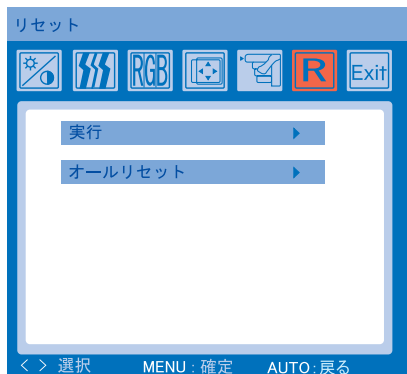 リセット
RGB R Exit
実行
オールリセット
< > 選択 MENU : 確定 AUTO : 戻る